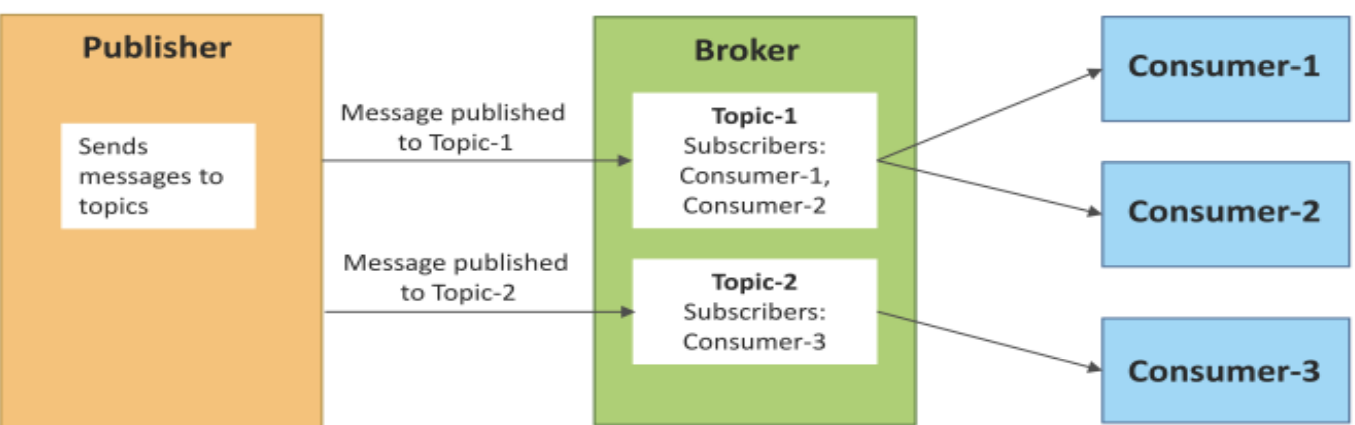 Publisher
Sends
messages to
topics
Message published
to Topic-1
Message published
to Topic-2
Broker
Topic-1
Subscribers:
Consumer-1,
Consumer-2
Topic-2
Subscribers:
Consumer-3
Consumer-1
Consumer-2
Consumer-3